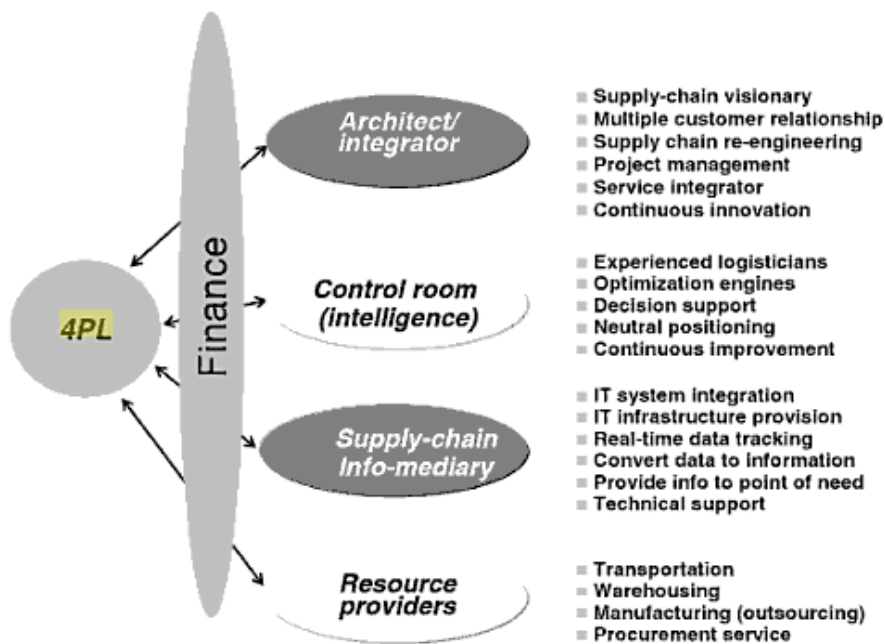 4PL
Finance
Architect/
integrator
Supply-chain visionary
Multiple customer relationship
Supply chain re-engineering
Project management
Service integrator
Continuous innovation
Control room
(intelligence)
Experienced logisticians
Optimization engines
Decision support
Neutral positioning
Continuous improvement
Supply-chain
Info-mediary
IT system integration
IT infrastructure provision
Real-time data tracking
Convert data to information
Provide info to point of need
Technical support
Resource
providers
Transportation
Warehousing
Manufacturing (outsourcing)
Procurement service